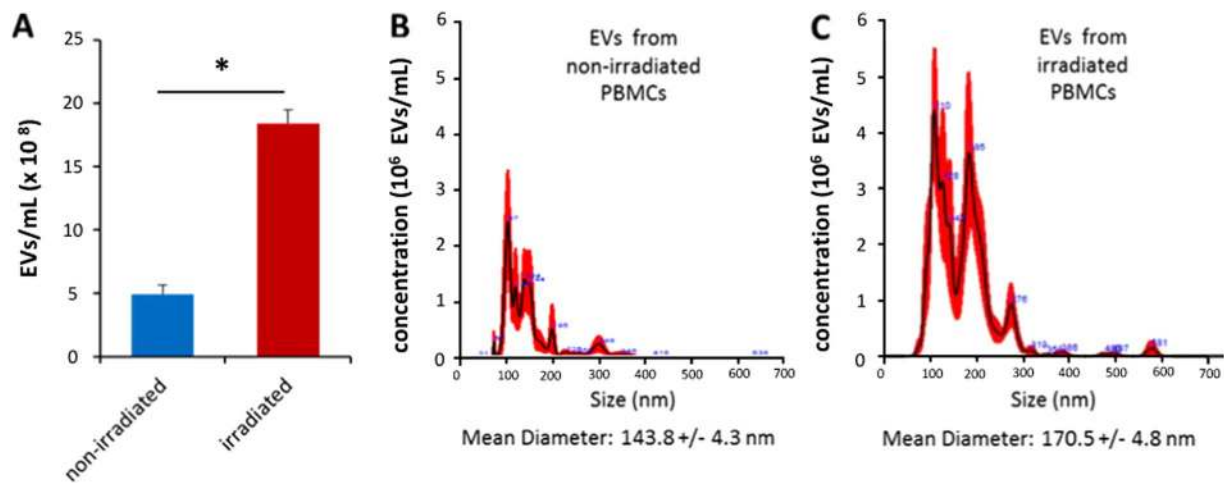 A
EVs/mL (x 10 8)
25
20
15
10
5
0
*
non-irradiated
irradiated
B
concentration (10⁶ EVs/mL)
6
5
4
3
2
1
0
EVs from
non-irradiated
PBMCs
0 100 200 300 400 500 600 700
Size (nm)
Mean Diameter: 143.8 +/- 4.3 nm
C
concentration (10⁶ EVs/mL)
6
5
4
3
2
1
0
EVs from
irradiated
PBMCs
0 100 200 300 400 500 600 700
Size (nm)
Mean Diameter: 170.5 +/- 4.8 nm